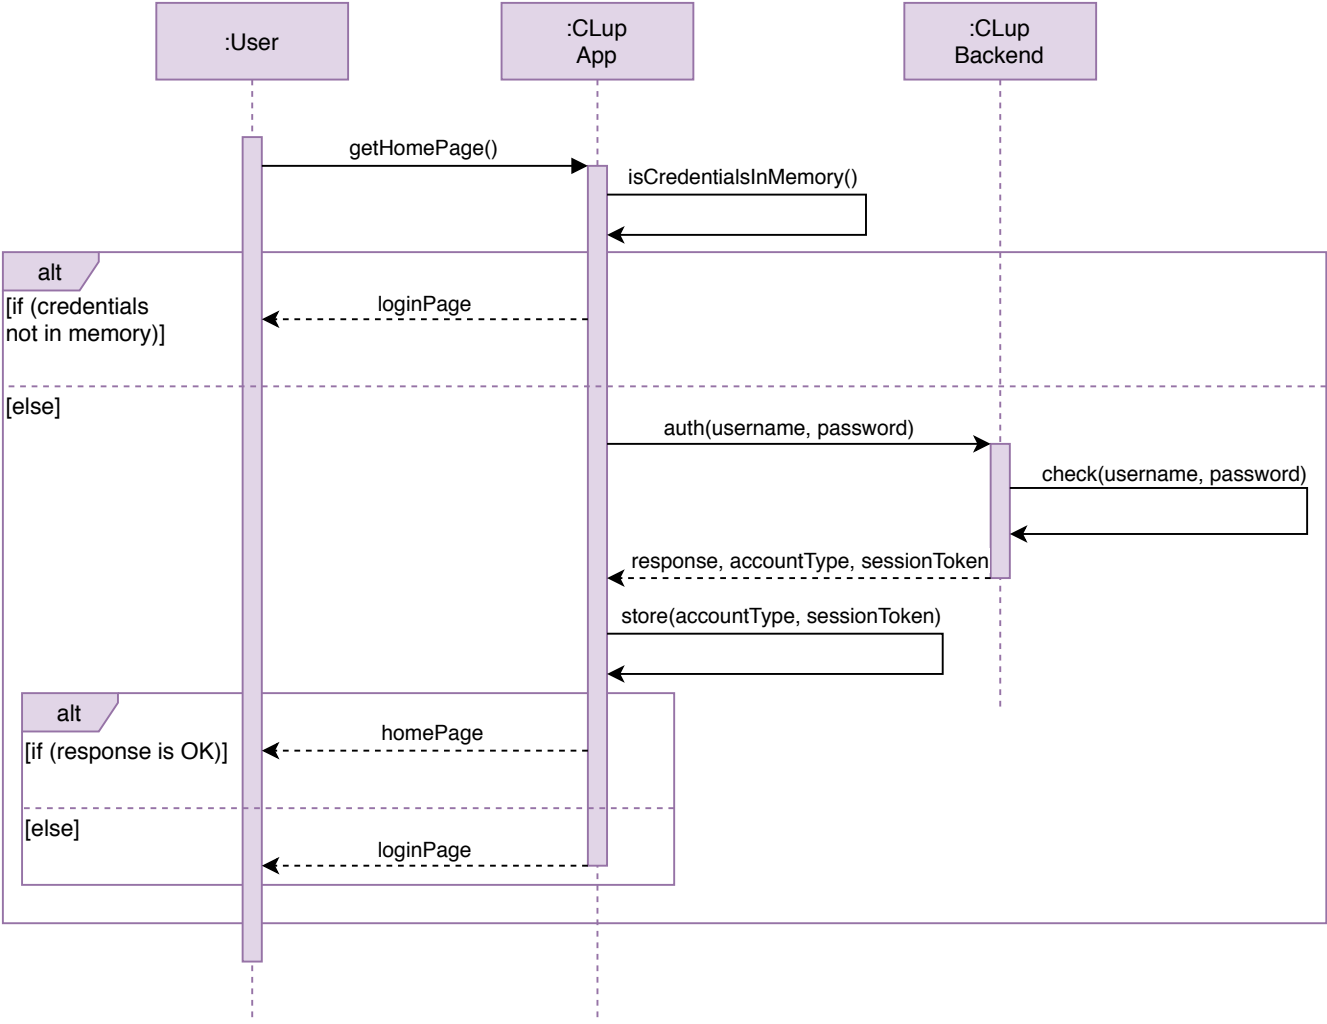 :User
:CLup
App
:CLup
Backend
getHomePage()
isCredentialsInMemory()
alt
[if (credentials
not in memory)]
loginPage
[else]
auth(username, password)
check(username, password)
response, accountType, sessionToken
store(accountType, sessionToken)
alt
homePage
[if (response is OK)]
[else]
loginPage